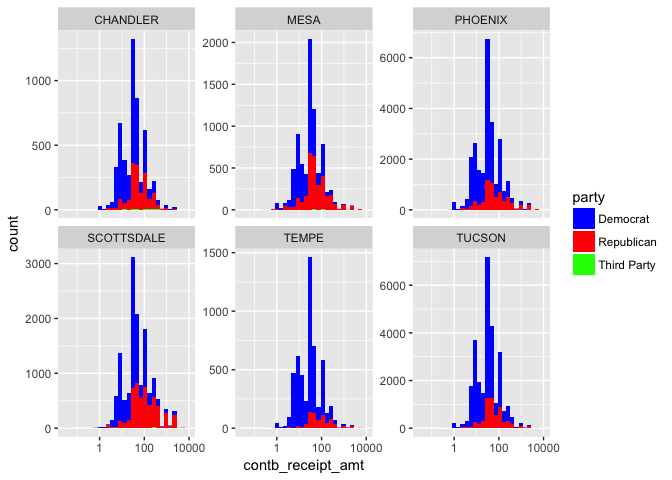 CHANDLER
MESA
PHOENIX
1000
500
0
2000
1500
1000
500
0
6000
4000
2000
0
count
SCOTTSDALE
TEMPE
TUCSON
3000
2000
1000
0
1500
1000
500
0
6000
4000
2000
0
1 100 10000
1 100 10000
1 100 10000
contb_receipt_amt
party
Democrat
Republican
Third Party